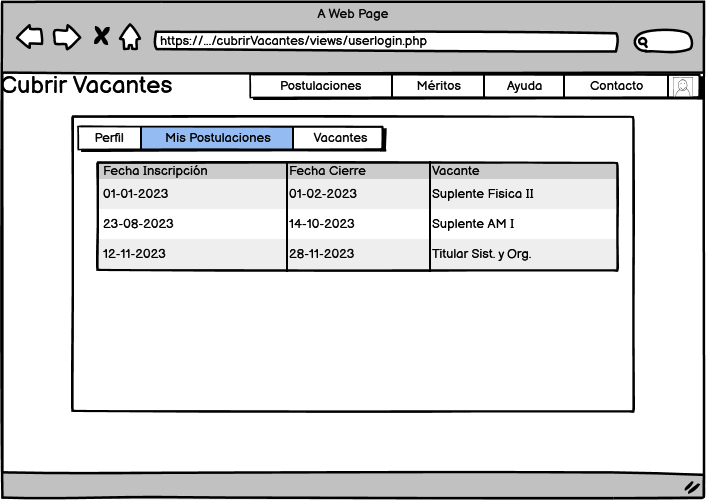 A Web Page
https://.../cubrirVacantes/views/userlogin.php
Cubrir Vacantes
Postulaciones Méritos Ayuda Contacto
Perfil Mis Postulaciones Vacantes
Fecha Inscripción Fecha Cierre Vacante
01-01-2023 01-02-2023 Suplente Fisica II
23-08-2023 14-10-2023 Suplente AM I
12-11-2023 28-11-2023 Titular Sist. y Org.